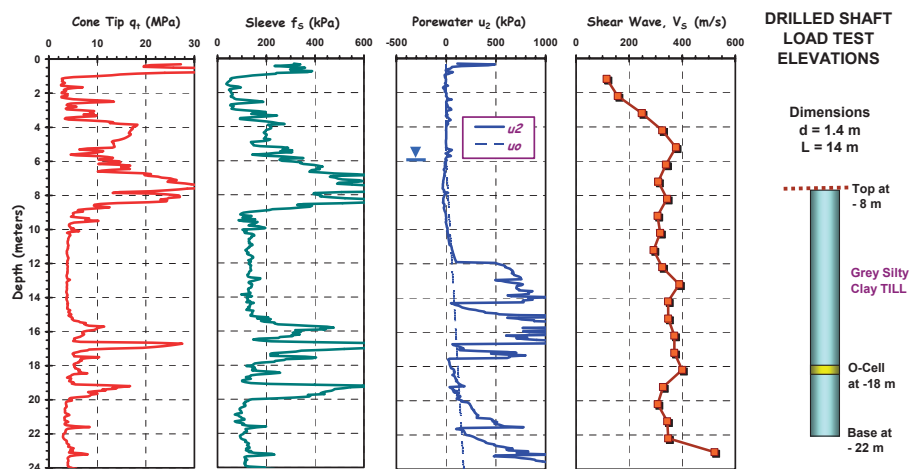 Cone Tip qt (MPa)
0 10 20 30
Sleeve fS (kPa)
0 200 400 600
Porewater u2 (kPa)
-500 0 500 1000
Shear Wave, VS (m/s)
0 200 400 600
Depth (meters)
0
2
4
6
8
10
12
14
16
18
20
22
24
u2
uo
DRILLED SHAFT
LOAD TEST
ELEVATIONS
Dimensions
d = 1.4 m
L = 14 m
Top at
- 8 m
Grey Silty
Clay TILL
O-Cell
at -18 m
Base at
- 22 m